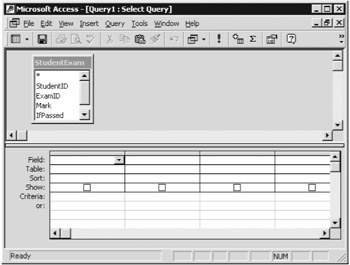 Microsoft Access - [Query1 : Select Query]
File Edit View Insert Query Tools Window Help
StudentExam
*
StudentID
ExamID
Mark
IfPassed
Field:
Table:
Sort:
Show:
Criteria:
or:
Ready
NUM